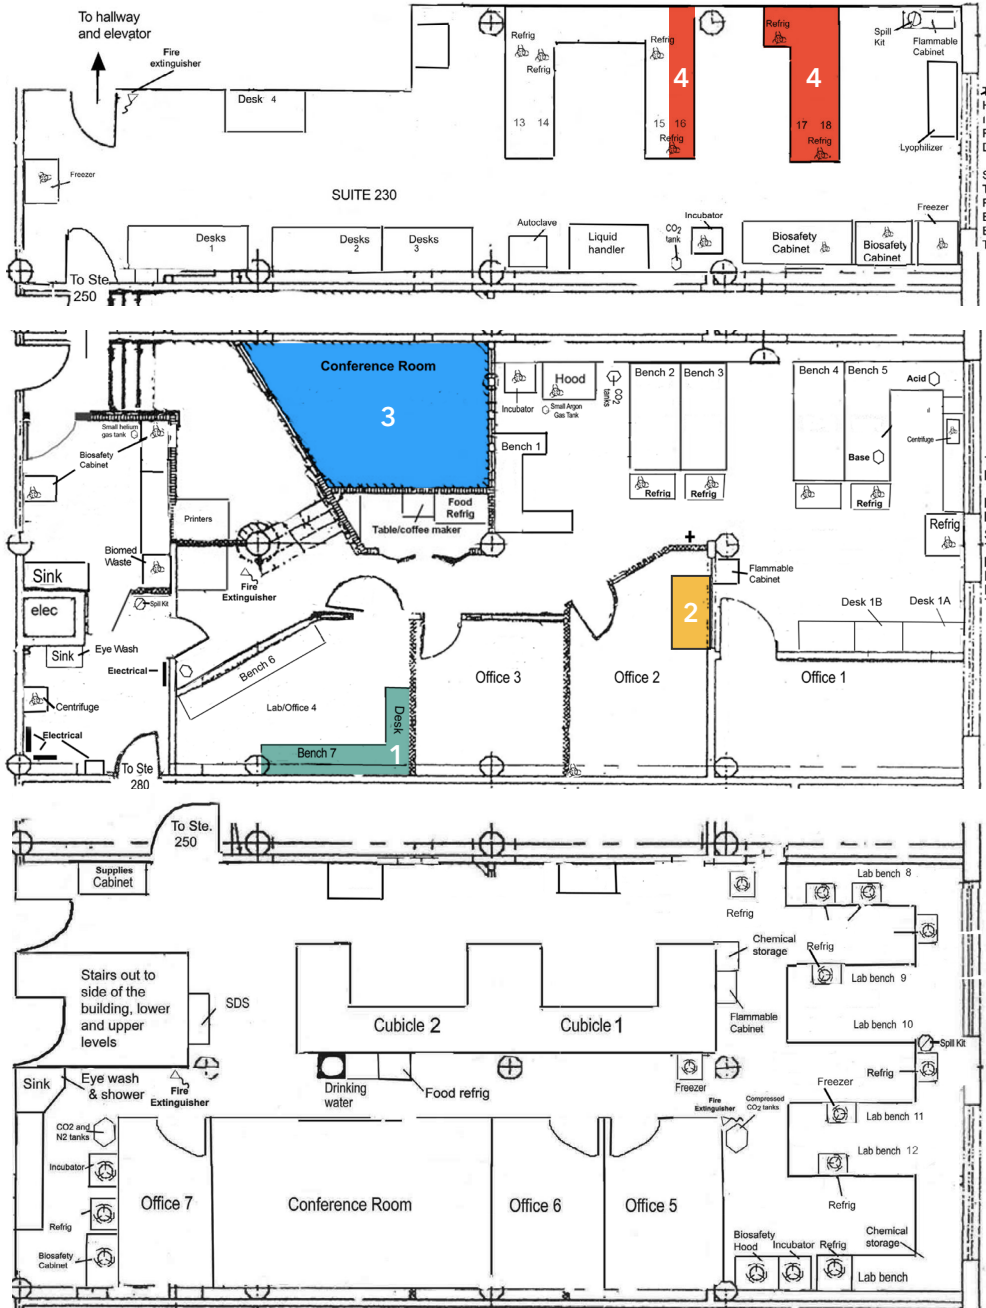 To hallway
and elevator
Fire
extinguisher
Desk 4
Refrig
Refrig
13 14
Refrig
15 16
4
Refrig
Refrig
4
17 18
Refrig
Spill
Kit
Flammable
Cabinet
Lyophilizer
Freezer
SUITE 230
Desks
1
Desks
2
Desks
3
Autoclave
Liquid
handler
CO2
tank
Incubator
Biosafety
Cabinet
Biosafety
Cabinet
Freezer
To Ste.
250
H
I
F
D
S
T
F
E
E
T
Conference Room
3
Small helium
gas tank
Biosafety
Cabinet
Printers
Biomed
Waste
Sink
elec
Spill Kit
Sink
Eye Wash
Electrical
Centrifuge
Electrical
To Ste
280
Fire
Extinguisher
Food
Refrig
Table/coffee maker
Incubator
Hood
Small Argon
Gas Tank
CO2
tanks
Bench 1
Bench 2
Bench 3
Refrig
Refrig
Bench 4
Bench 5
Acid
Base
Centrifuge
Refrig
Refrig
+
Flammable
Cabinet
Desk 1B
Desk 1A
Bench 6
Lab/Office 4
Desk
Bench 7
1
Office 3
Office 2
2
Office 1
To Ste.
250
Supplies
Cabinet
Stairs out to
side of the
building, lower
and upper
levels
SDS
Cubicle 2
Cubicle 1
Refrig
Chemical
storage
Flammable
Cabinet
Lab bench 8
Refrig
Lab bench 9
Lab bench 10
Spill Kit
Refrig
Freezer
Lab bench 11
Lab bench 12
Refrig
Sink
Eye wash
& shower
Fire
Extinguisher
Drinking
water
Food refrig
Freezer
Fire
Extinguisher
Compressed
CO2 tanks
CO2 and
N2 tanks
Incubator
Refrig
Biosafety
Cabinet
Office 7
Conference Room
Office 6
Office 5
Biosafety
Hood
Incubator
Refrig
Chemical
storage
Lab bench